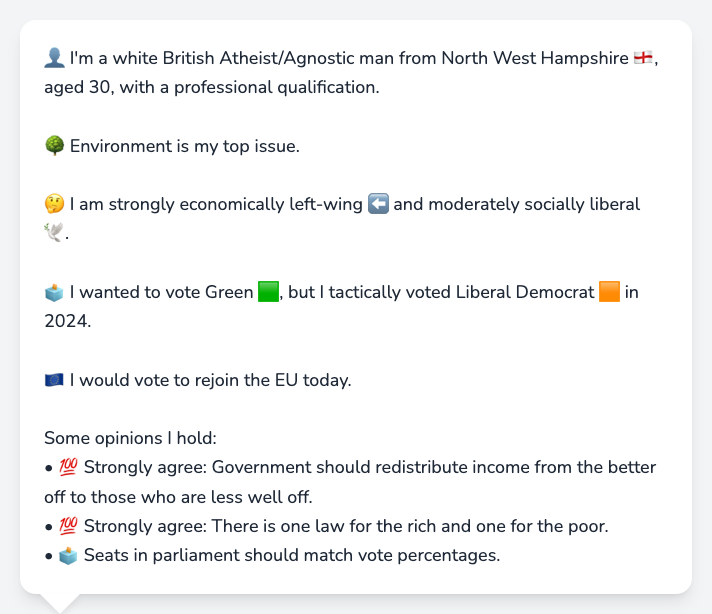 👤 I'm a white British Atheist/Agnostic man from North West Hampshire 🏴󠁧󠁢󠁥󠁮󠁧󠁿,
aged 30, with a professional qualification.
🌳 Environment is my top issue.
🤔 I am strongly economically left-wing ⬅️ and moderately socially liberal
🕊️.
🗳️ I wanted to vote Green 🟩, but I tactically voted Liberal Democrat 🟧 in
2024.
🇪🇺 I would vote to rejoin the EU today.
Some opinions I hold:
• 💯 Strongly agree: Government should redistribute income from the better
off to those who are less well off.
• 💯 Strongly agree: There is one law for the rich and one for the poor.
• 🗳️ Seats in parliament should match vote percentages.